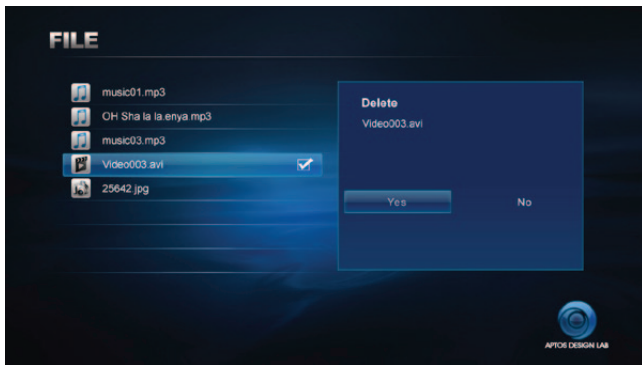 FILE
music01.mp3
OH Sha la la.enya mp3
music03.mp3
Video003.avi
25642.jpg
Delete
Video003.avi
Yes No
APTOS DESIGN LAB